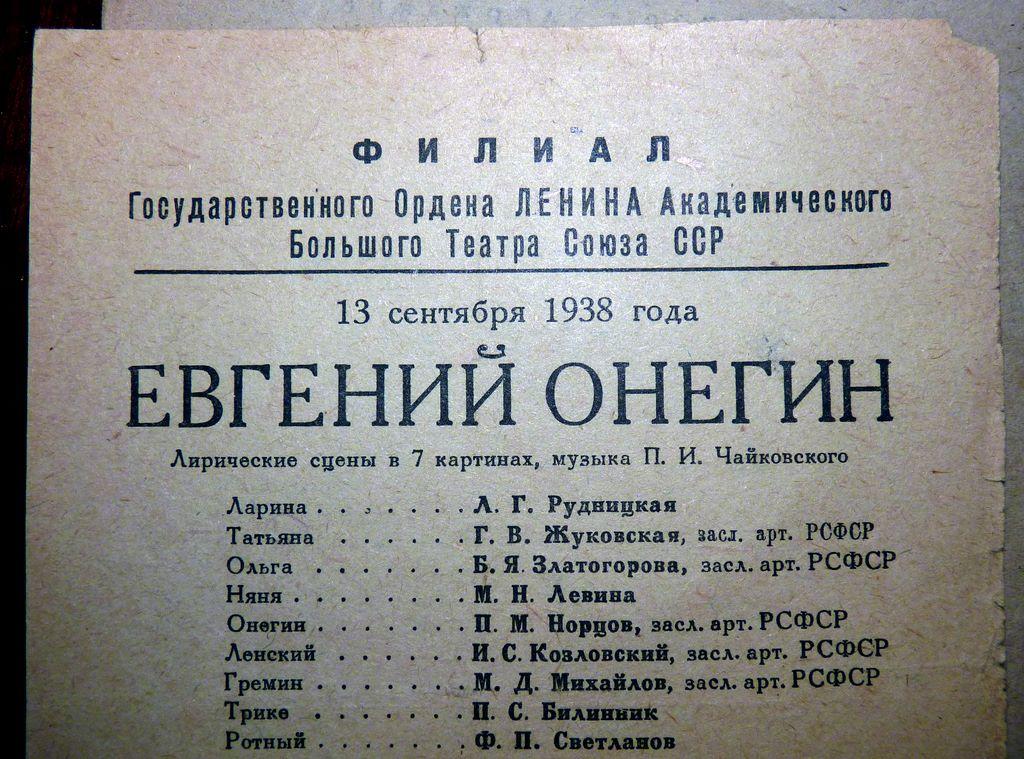 ФИЛИАЛ
Государственного Ордена ЛЕНИНА Академического
Большого Театра Союза ССР
13 сентября 1938 года
ЕВГЕНИЙ ОНЕГИН
Лирические сцены в 7 картинах, музыка П. И. Чайковского
Ларина . . . . . . . Л. Г. Рудницкая
Татьяна . . . . . . Г. В. Жуковская, засл. арт. РСФСР
Ольга . . . . . . . Б. Я. Златогорова, засл. арт. РСФСР
Няня . . . . . . . . М. Н. Левина
Онегин . . . . . . . П. М. Норцов, засл. арт. РСФСР
Ленский . . . . . . И. С. Козловский, засл. арт. РСФСР
Гремин . . . . . . . М. Д. Михайлов, засл. арт. РСФСР
Трике . . . . . . . П. С. Билинник
Ротный . . . . . . . Ф. П. Светланов